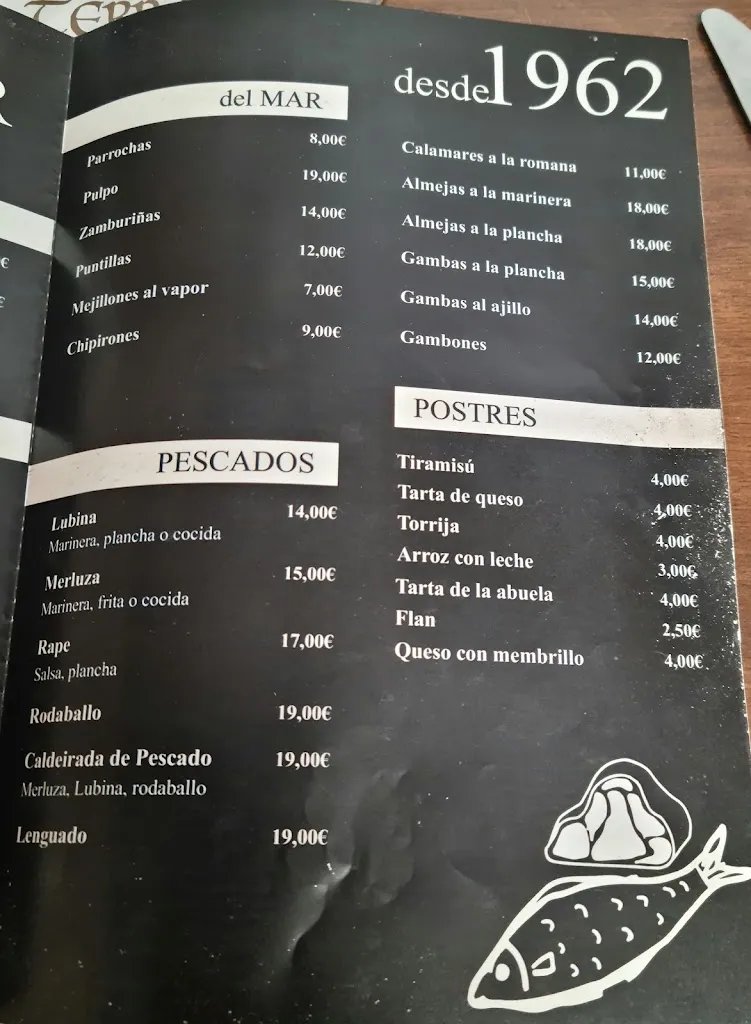 del MAR
Parrochas 8,00€
Pulpo 19,00€
Zamburiñas 14,00€
Puntillas 12,00€
Mejillones al vapor 7,00€
Chipirones 9,00€
PESCADOS
Lubina 14,00€
Marinera, plancha o cocida
Merluza 15,00€
Marinera, frita o cocida
Rape 17,00€
Salsa, plancha
Rodaballo 19,00€
Caldeirada de Pescado 19,00€
Merluza, Lubina, rodaballo
Lenguado 19,00€
desde 1962
Calamares a la romana 11,00€
Almejas a la marinera 18,00€
Almejas a la plancha 18,00€
Gambas a la plancha 15,00€
Gambas al ajillo 14,00€
Gambones 12,00€
POSTRES
Tiramisú 4,00€
Tarta de queso 4,00€
Torrija 4,00€
Arroz con leche 3,00€
Tarta de la abuela 4,00€
Flan 2,50€
Queso con membrillo 4,00€